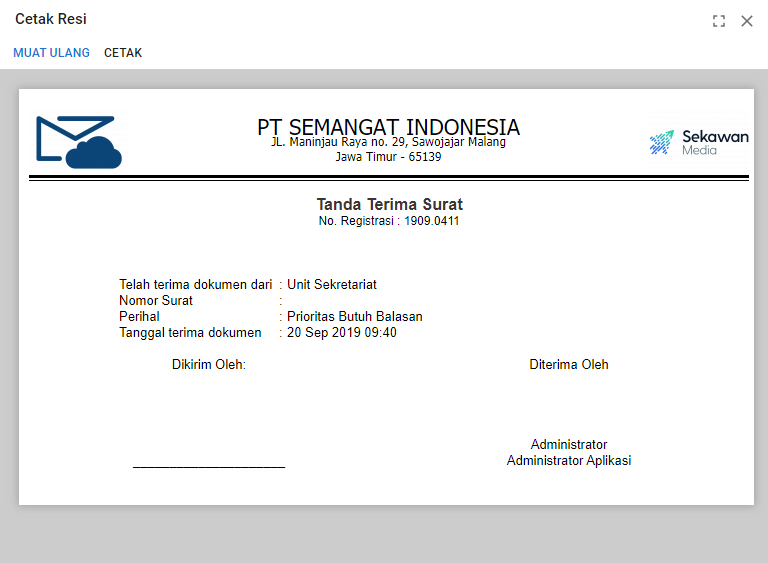 Cetak Resi
MUAT ULANG CETAK
PT SEMANGAT INDONESIA
JL. Maninjau Raya no. 29, Sawojajar Malang
Jawa Timur - 65139
Sekawan
Media
Tanda Terima Surat
No. Registrasi : 1909.0411
Telah terima dokumen dari : Unit Sekretariat
Nomor Surat :
Perihal : Prioritas Butuh Balasan
Tanggal terima dokumen : 20 Sep 2019 09:40
Dikirim Oleh: Diterima Oleh
Administrator
_____________________ Administrator Aplikasi